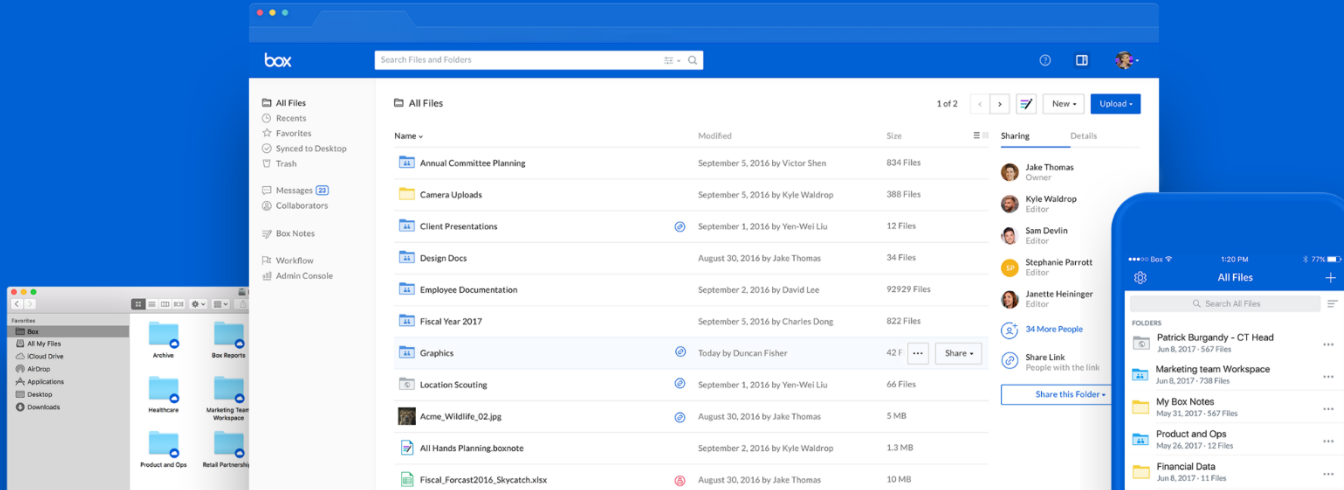 box
Search Files and Folders
All Files
Recents
Favorites
Synced to Desktop
Trash
Messages 23
Collaborators
Box Notes
Workflow
Admin Console
All Files
1 of 2
New
Upload
Name Modified Size
Annual Committee Planning September 5, 2016 by Victor Shen 834 Files
Camera Uploads September 5, 2016 by Kyle Waldrop 388 Files
Client Presentations September 1, 2016 by Yen-Wei Liu 12 Files
Design Docs August 30, 2016 by Jake Thomas 34 Files
Employee Documentation September 2, 2016 by David Lee 92929 Files
Fiscal Year 2017 September 5, 2016 by Charles Dong 822 Files
Graphics Today by Duncan Fisher 42 F ... Share
Location Scouting September 1, 2016 by Yen-Wei Liu 66 Files
Acme_Wildlife_02.jpg August 30, 2016 by Jake Thomas 5 MB
All Hands Planning.boxnote September 2, 2016 by Kyle Waldrop 1.3 MB
Fiscal_Forcast2016_Skycatch.xlsx August 30, 2016 by Jake Thomas 10 MB
Sharing Details
Jake Thomas
Owner
Kyle Waldrop
Editor
Sam Devlin
Editor
SP
Stephanie Parrott
Editor
Janette Heininger
Editor
34 More People
Share Link
People with the link
Share this Folder
Favorites
Box
All My Files
iCloud Drive
AirDrop
Applications
Desktop
Downloads
Archive Box Reports
Healthcare Marketing Team
Workspace
Product and Ops Retail Partnership
Box 1:20 PM 77%
All Files
Search All Files
FOLDERS
Patrick Burgandy - CT Head
Jun 8, 2017 · 567 Files
Marketing team Workspace
Jun 8, 2017 · 738 Files
My Box Notes
May 31, 2017 · 567 Files
Product and Ops
May 26, 2017 · 12 Files
Financial Data
Jun 8, 2017 · 11 Files